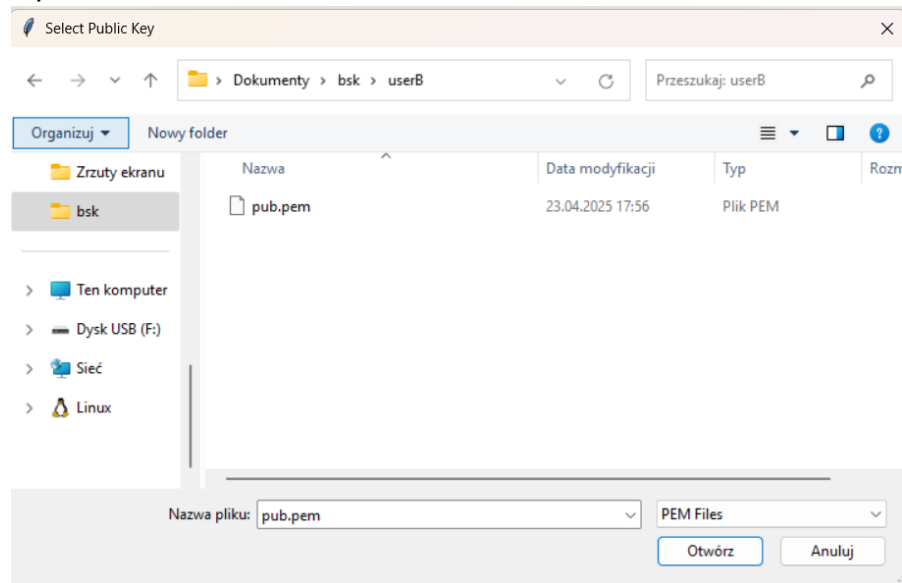 Select Public Key
Dokumenty > bsk > userB
Przeszukaj: userB
Organizuj
Nowy folder
Zrzuty ekranu
bsk
Ten komputer
Dysk USB (F:)
Sieć
Linux
Nazwa Data modyfikacji Typ Rozm
pub.pem 23.04.2025 17:56 Plik PEM
Nazwa pliku: pub.pem PEM Files
Otwórz Anuluj